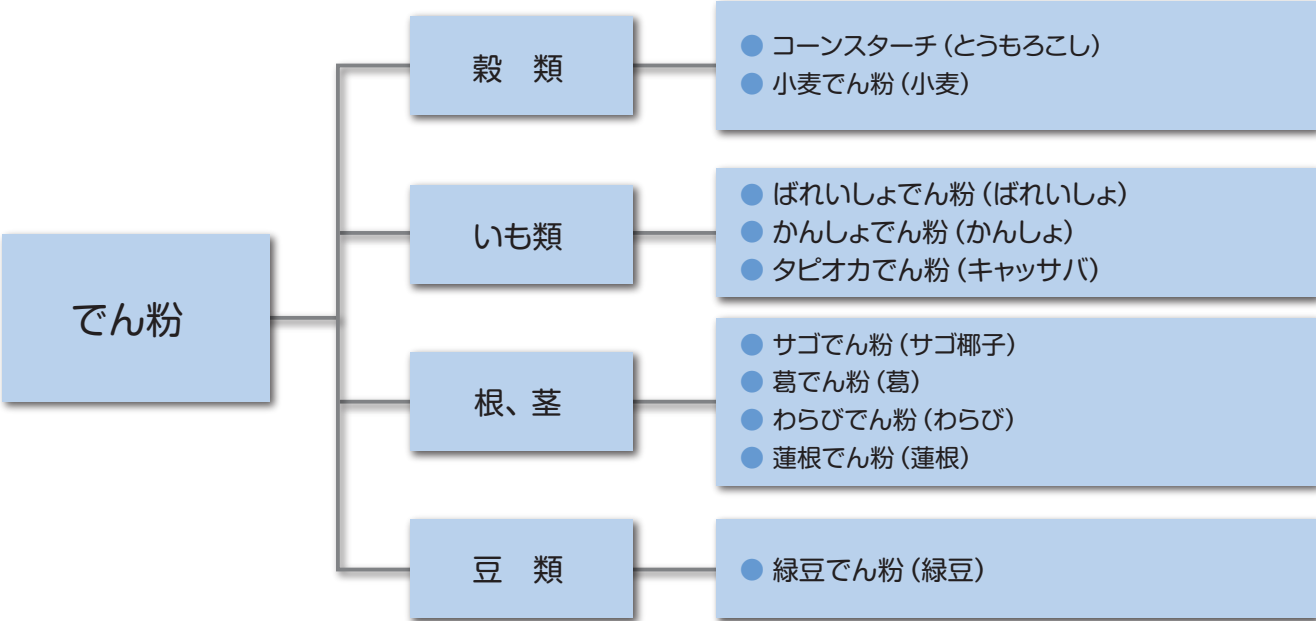 でん粉
穀　類
● コーンスターチ（とうもろこし）
● 小麦でん粉（小麦）
いも類
● ばれいしょでん粉（ばれいしょ）
● かんしょでん粉（かんしょ）
● タピオカでん粉（キャッサバ）
根、茎
● サゴでん粉（サゴ椰子）
● 葛でん粉（葛）
● わらびでん粉（わらび）
● 蓮根でん粉（蓮根）
豆　類
● 緑豆でん粉（緑豆）